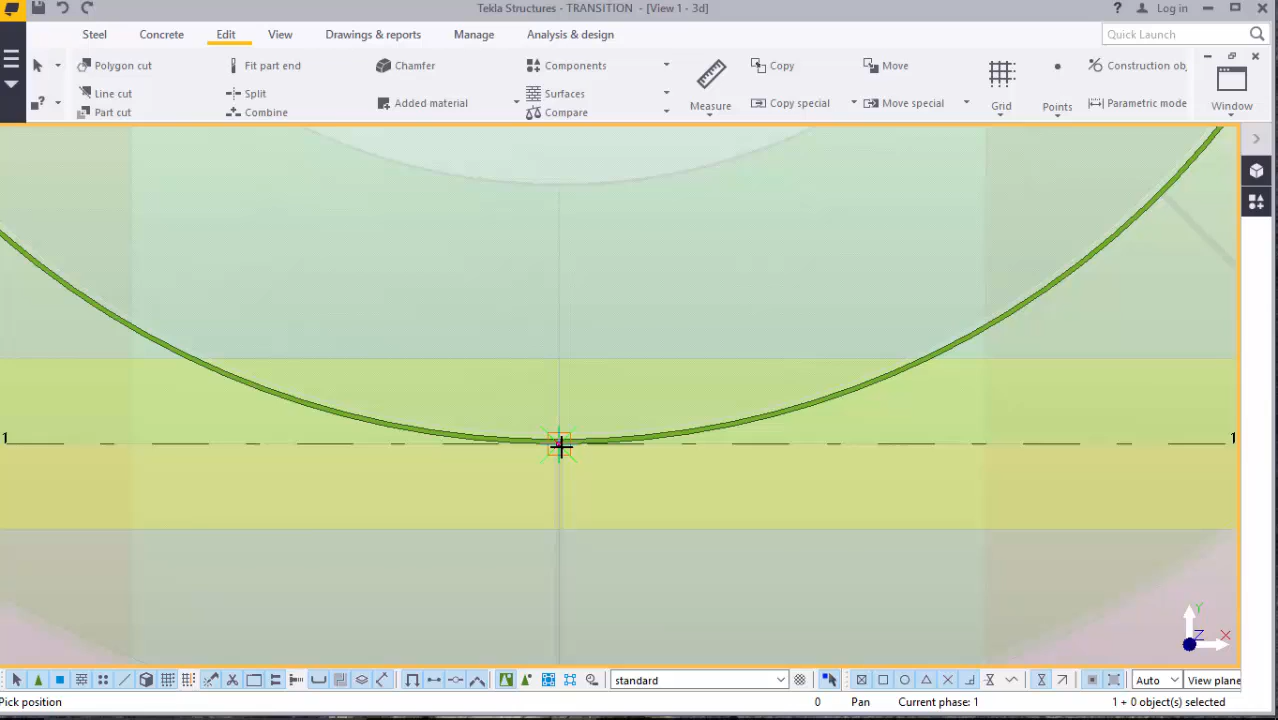 Tekla Structures - TRANSITION - [View 1 - 3d]
? Log in
Steel Concrete Edit View Drawings & reports Manage Analysis & design
Quick Launch
Polygon cut Fit part end Chamfer Components Copy Move Construction ob
Line cut Split Added material Surfaces Measure Copy special Move special Grid Points Parametric mode Window
Part cut Combine Compare
1 1
Y
Z X
standard Auto View plane
Pick position 0 Pan Current phase: 1 1 + 0 object(s) selected